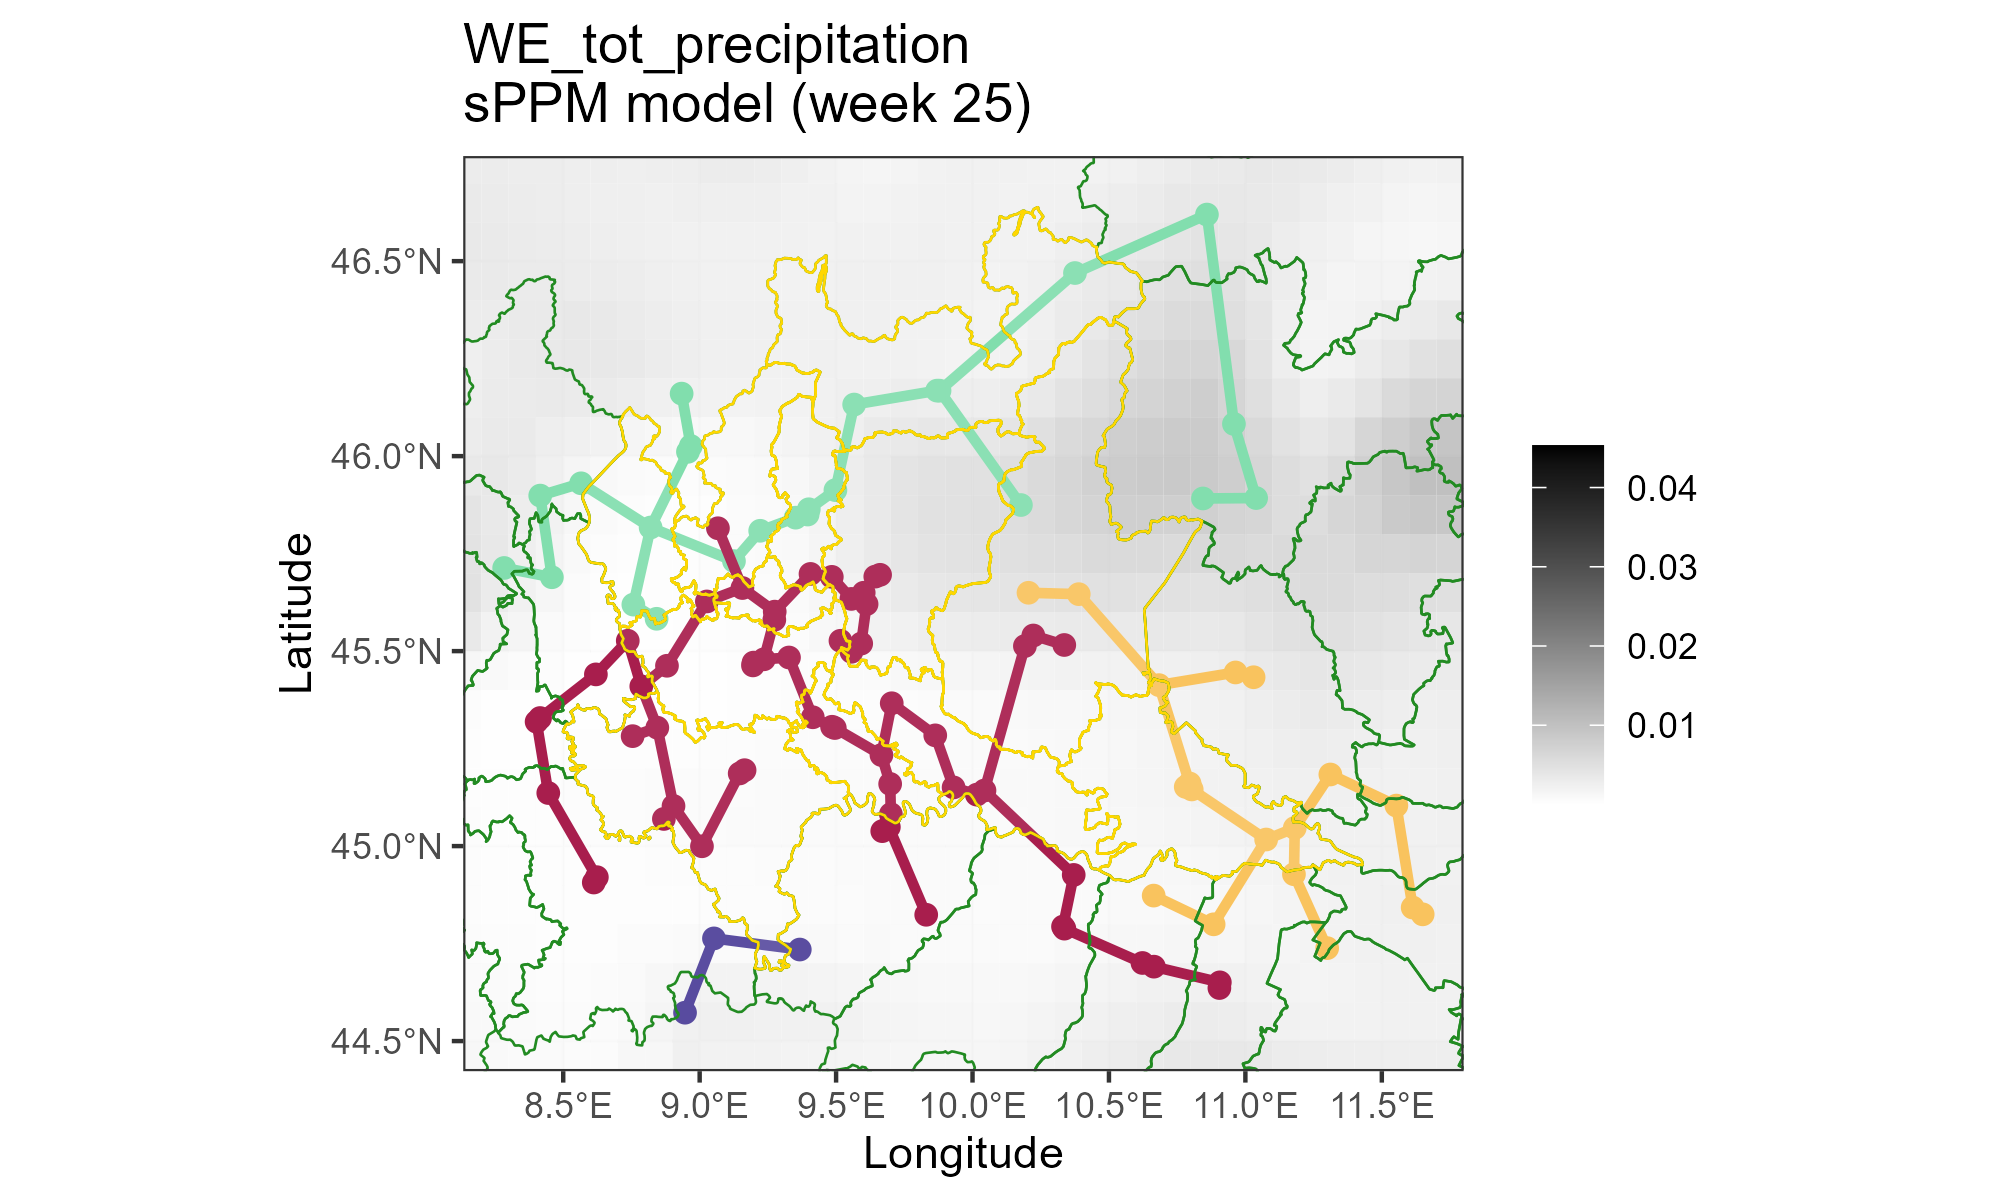 WE_tot_precipitation
sPPM model (week 25)
46.5°N
46.0°N
45.5°N
45.0°N
44.5°N
Latitude
8.5°E 9.0°E 9.5°E 10.0°E 10.5°E 11.0°E 11.5°E
Longitude
0.04
0.03
0.02
0.01